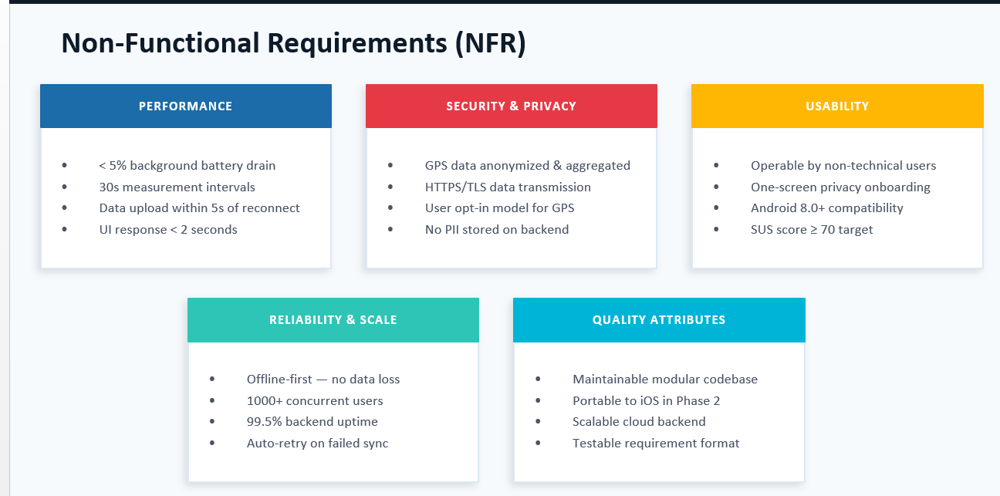 Non-Functional Requirements (NFR)
PERFORMANCE
• < 5% background battery drain
• 30s measurement intervals
• Data upload within 5s of reconnect
• UI response < 2 seconds
SECURITY & PRIVACY
• GPS data anonymized & aggregated
• HTTPS/TLS data transmission
• User opt-in model for GPS
• No PII stored on backend
USABILITY
• Operable by non-technical users
• One-screen privacy onboarding
• Android 8.0+ compatibility
• SUS score ≥ 70 target
RELIABILITY & SCALE
• Offline-first — no data loss
• 1000+ concurrent users
• 99.5% backend uptime
• Auto-retry on failed sync
QUALITY ATTRIBUTES
• Maintainable modular codebase
• Portable to iOS in Phase 2
• Scalable cloud backend
• Testable requirement format